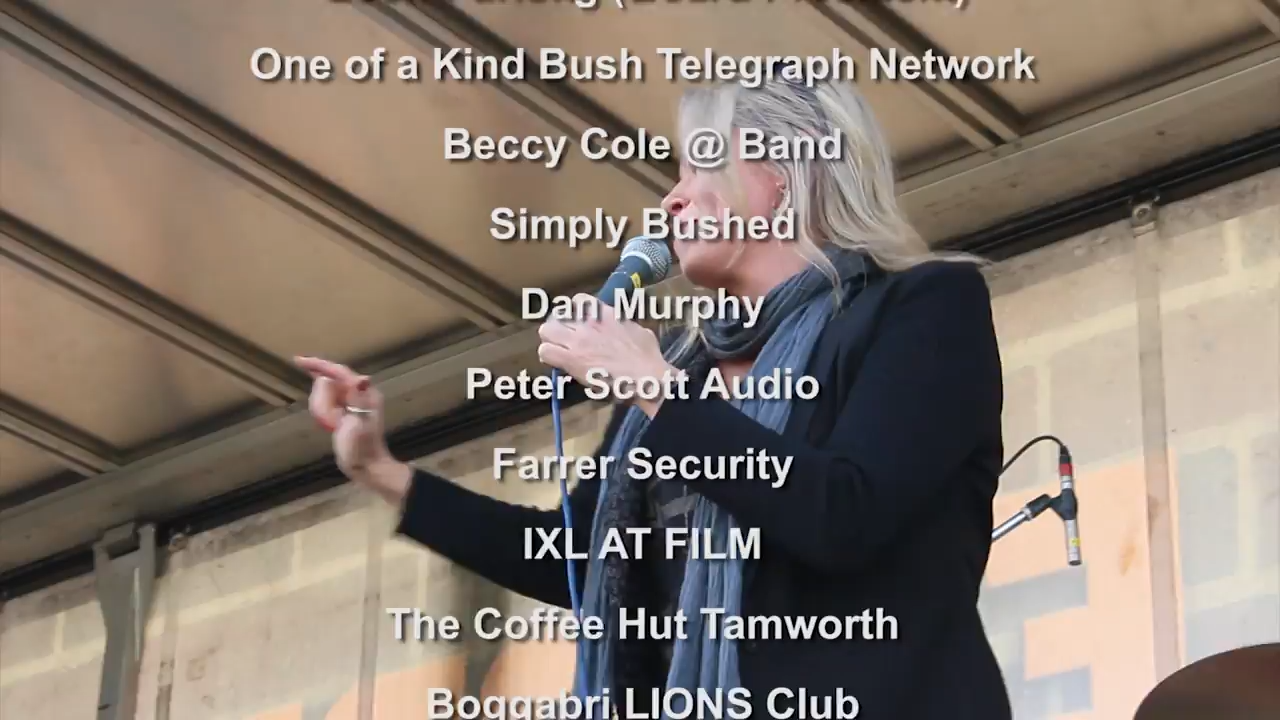 One of a Kind Bush Telegraph Network
Beccy Cole @ Band
Simply Bushed
Dan Murphy
Peter Scott Audio
Farrer Security
IXL AT FILM
The Coffee Hut Tamworth
Boggabri LIONS Club